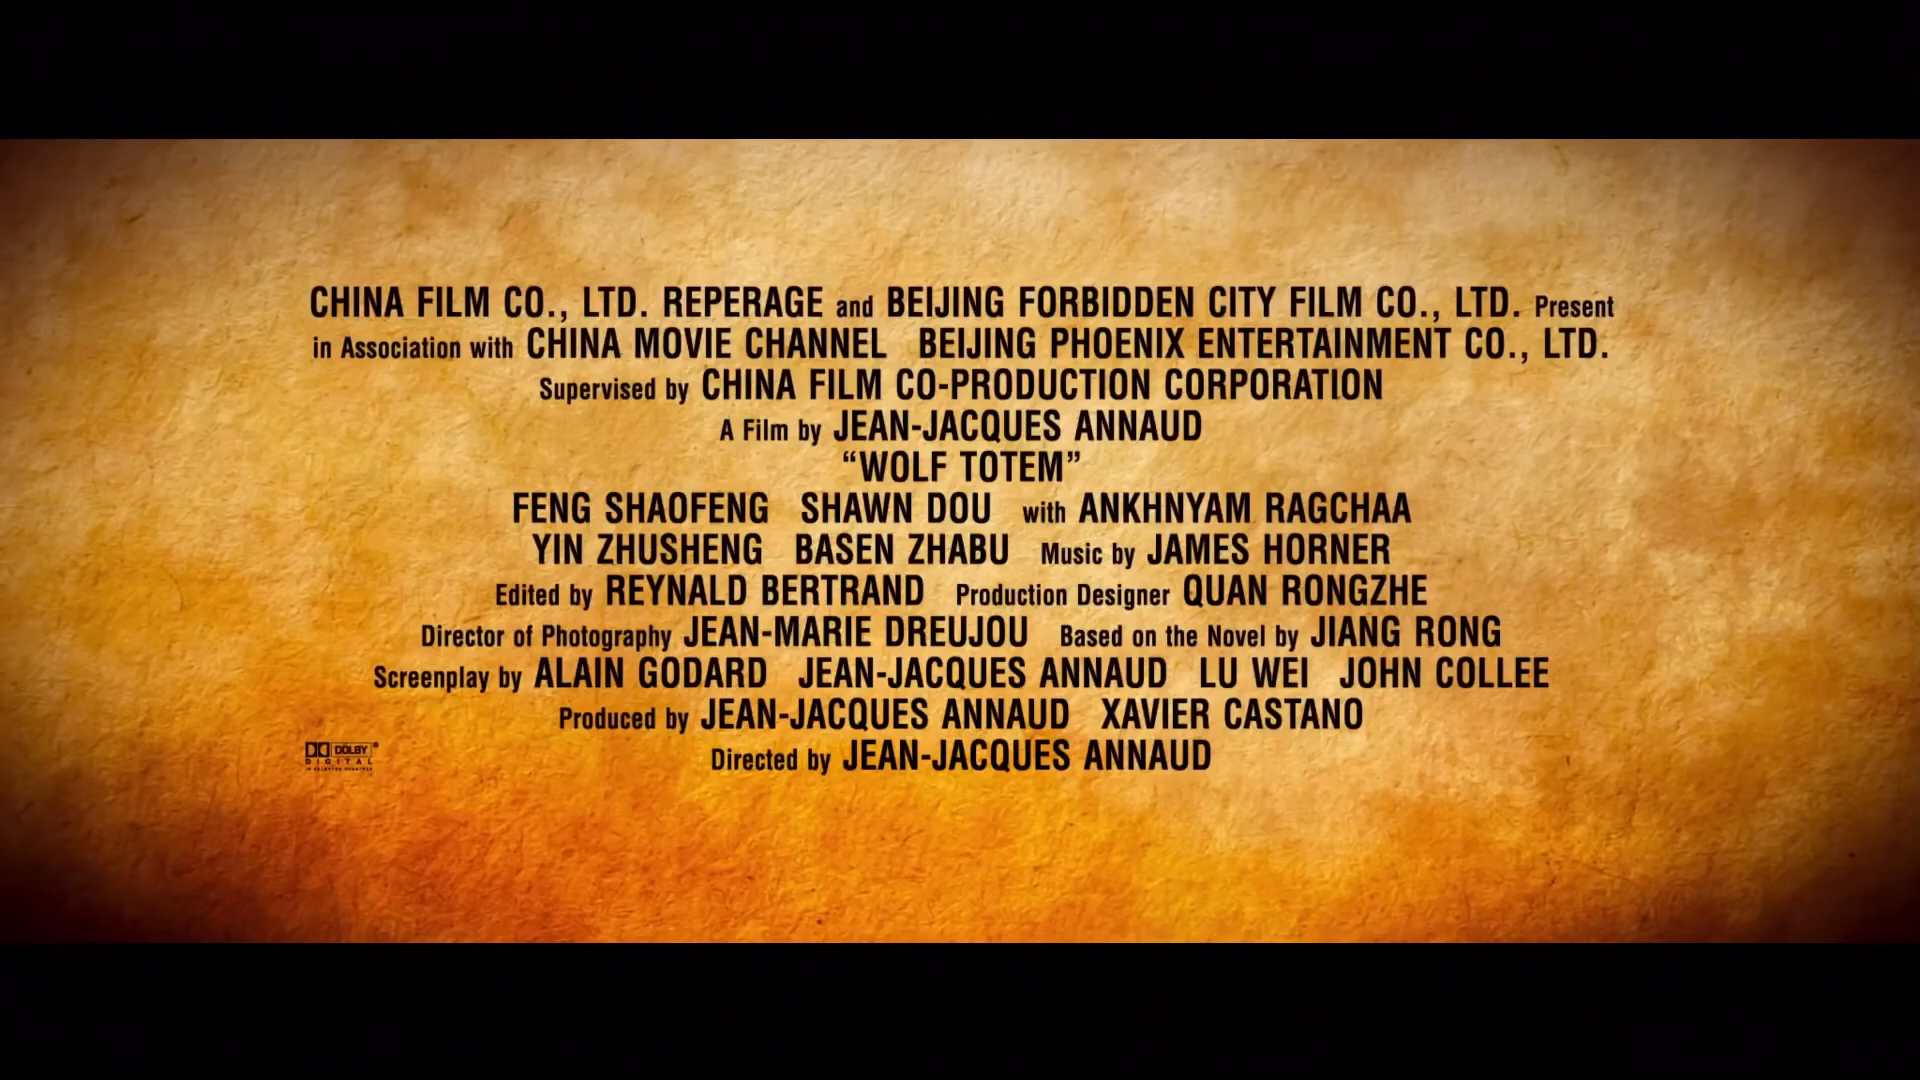 CHINA FILM CO., LTD. REPERAGE and BEIJING FORBIDDEN CITY FILM CO., LTD. Present
in Association with CHINA MOVIE CHANNEL BEIJING PHOENIX ENTERTAINMENT CO., LTD.
Supervised by CHINA FILM CO-PRODUCTION CORPORATION
A Film by JEAN-JACQUES ANNAUD
“WOLF TOTEM”
FENG SHAOFENG SHAWN DOU with ANKHNYAM RAGCHAA
YIN ZHUSHENG BASEN ZHABU Music by JAMES HORNER
Edited by REYNALD BERTRAND Production Designer QUAN RONGZHE
Director of Photography JEAN-MARIE DREUJOU Based on the Novel by JIANG RONG
Screenplay by ALAIN GODARD JEAN-JACQUES ANNAUD LU WEI JOHN COLLEE
Produced by JEAN-JACQUES ANNAUD XAVIER CASTANO
Directed by JEAN-JACQUES ANNAUD
DOLBY
DIGITAL